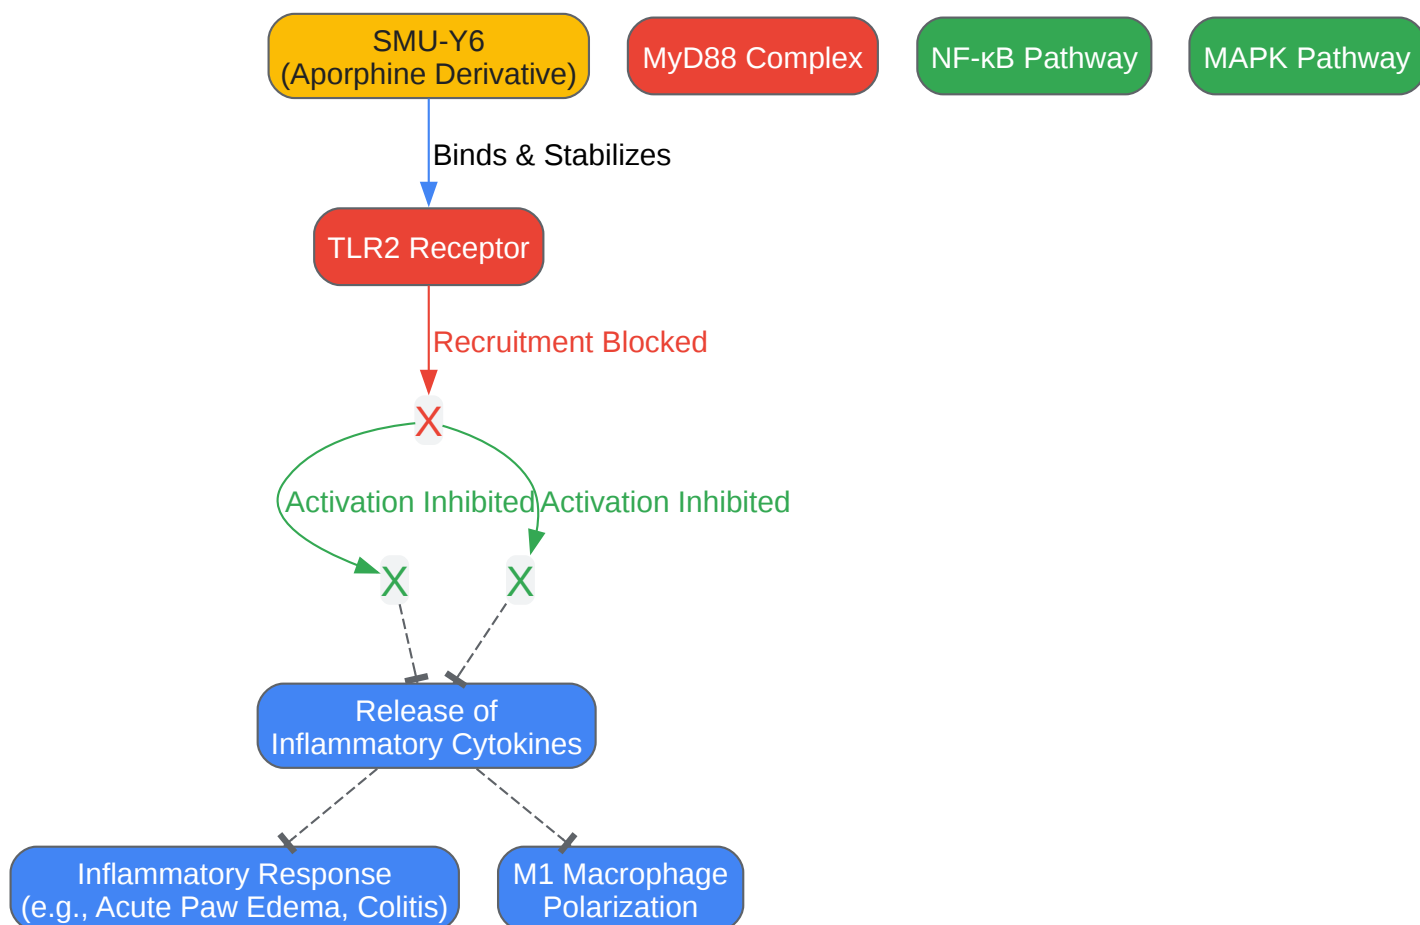 SMU-Y6
(Aporphine Derivative)
MyD88 Complex
NF-κB Pathway
MAPK Pathway
Binds & Stabilizes
TLR2 Receptor
Recruitment Blocked
X
Activation Inhibited
Activation Inhibited
X
X
Release of
Inflammatory Cytokines
Inflammatory Response
(e.g., Acute Paw Edema, Colitis)
M1 Macrophage
Polarization